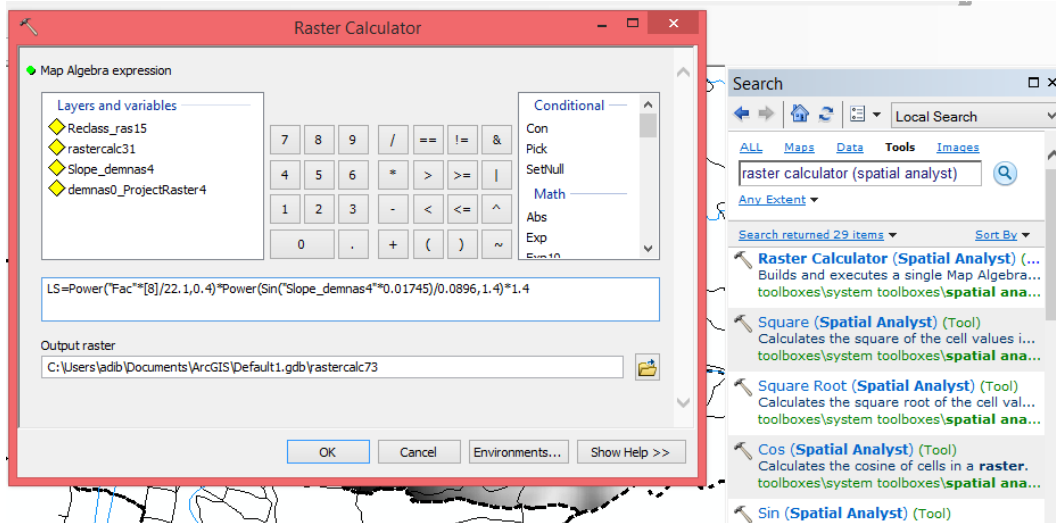 Raster Calculator
Map Algebra expression
Layers and variables
Reclass_ras15
rastercalc31
Slope_demnas4
demnas0_ProjectRaster4
7 8 9 / == != &
4 5 6 * > >= |
1 2 3 - < <= ^
0 . + ( ) ~
Conditional
Con
Pick
SetNull
Math
Abs
Exp
Exp10
LS=Power("Fac"*[8]/22.1,0.4)*Power(Sin("Slope_demnas4"*0.01745)/0.0896,1.4)*1.4
Output raster
C:\Users\adib\Documents\ArcGIS\Default1.gdb\rastercalc73
OK Cancel Environments... Show Help >>
Search
Local Search
ALL Maps Data Tools Images
raster calculator (spatial analyst)
Any Extent
Search returned 29 items Sort By
Raster Calculator (Spatial Analyst) (...
Builds and executes a single Map Algebra...
toolboxes\system toolboxes\spatial ana...
Square (Spatial Analyst) (Tool)
Calculates the square of the cell values i...
toolboxes\system toolboxes\spatial ana...
Square Root (Spatial Analyst) (Tool)
Calculates the square root of the cell val...
toolboxes\system toolboxes\spatial ana...
Cos (Spatial Analyst) (Tool)
Calculates the cosine of cells in a raster.
toolboxes\system toolboxes\spatial ana...
Sin (Spatial Analyst) (Tool)